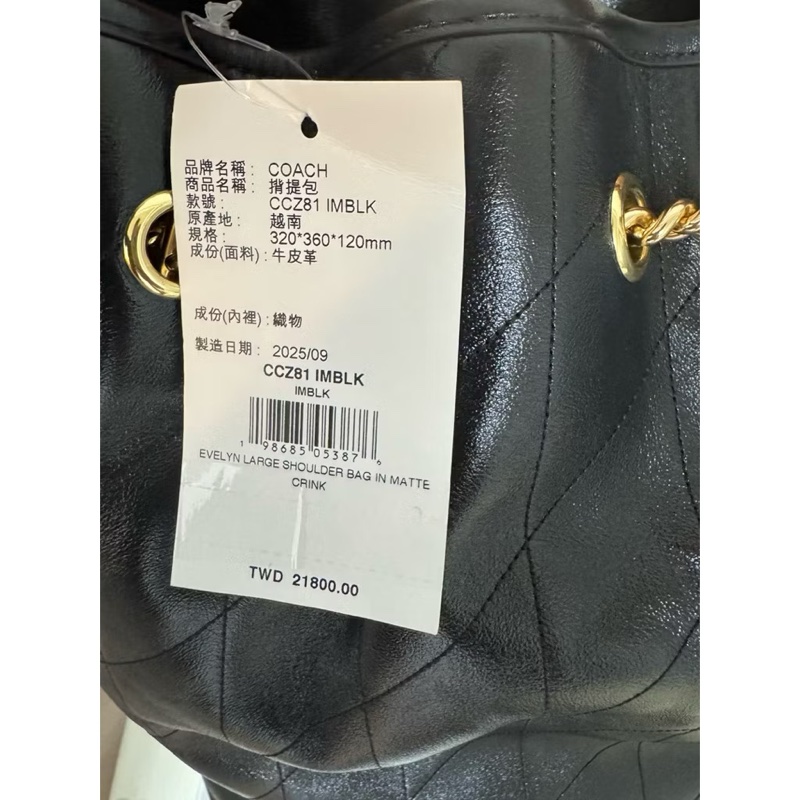 品牌名稱: COACH
商品名稱: 揹提包
款號: CCZ81 IMBLK
原產地: 越南
規格: 320*360*120mm
成份(面料): 牛皮革
成份(內裡): 織物
製造日期: 2025/09
CCZ81 IMBLK
IMBLK
1 98685 05387 6
EVELYN LARGE SHOULDER BAG IN MATTE
CRINK
TWD 21800.00